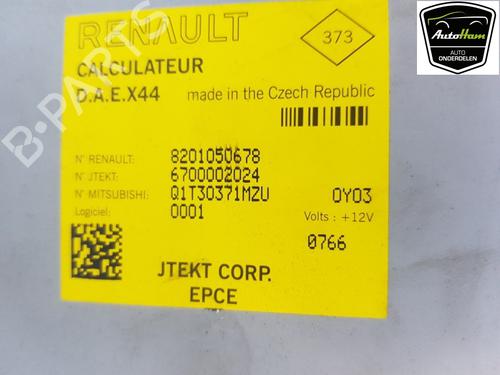 RENAULT
373
AutoHam
AUTO
ONDERDELEN
CALCULATEUR
D.A.E.X44 made in the Czech Republic
B-PARTS
N° RENAULT: 8201050678
N° JTEKT: 6700002024
N° MITSUBISHI: Q1T30371MZU 0Y03
Logiciel: 0001 Volts : +12V
0766
JTEKT CORP.
EPCE